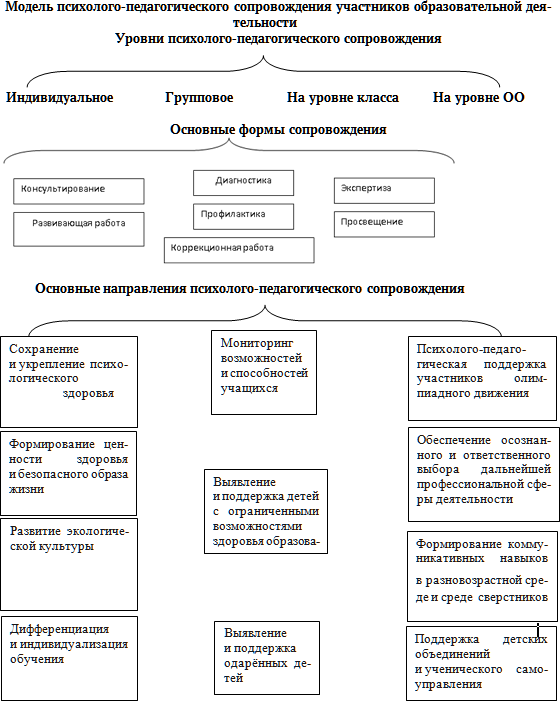 Модель психолого-педагогического сопровождения участников образовательной дея-
тельности
Уровни психолого-педагогического сопровождения
Индивидуальное Групповое На уровне класса На уровне ОО
Основные формы сопровождения
Консультирование
Диагностика
Экспертиза
Развивающая работа
Профилактика
Просвещение
Коррекционная работа
Основные направления психолого-педагогического сопровождения
Сохранение
и укрепление психо-
логического
здоровья
Мониторинг
возможностей
и способностей
учащихся
Психолого-педаго-
гическая поддержка
участников олим-
пиадного движения
Формирование цен-
ности здоровья
и безопасного образа
жизни
Выявление
и поддержка детей
с ограниченными
возможностями
здоровья образова-
Обеспечение осознан-
ного и ответственного
выбора дальнейшей
профессиональной сфе-
ры деятельности
Развитие экологиче-
ской культуры
Формирование комму-
никативных навыков
в разновозрастной сре-
де и среде сверстников
Дифференциация
и индивидуализация
обучения
Выявление
и поддержка
одарённых де-
тей
Поддержка детских
объединений
и ученического само-
управления